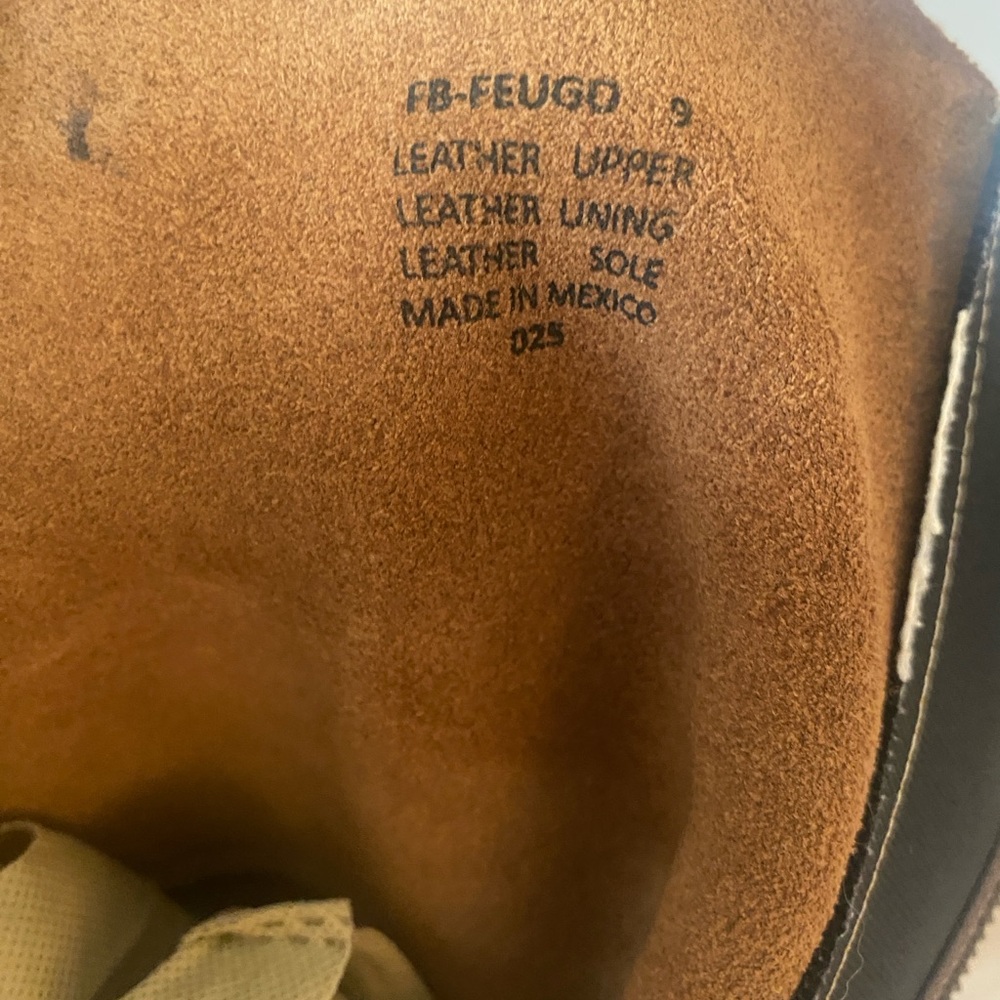 FB-FEUGO 9
LEATHER UPPER
LEATHER LINING
LEATHER SOLE
MADE IN MEXICO
025